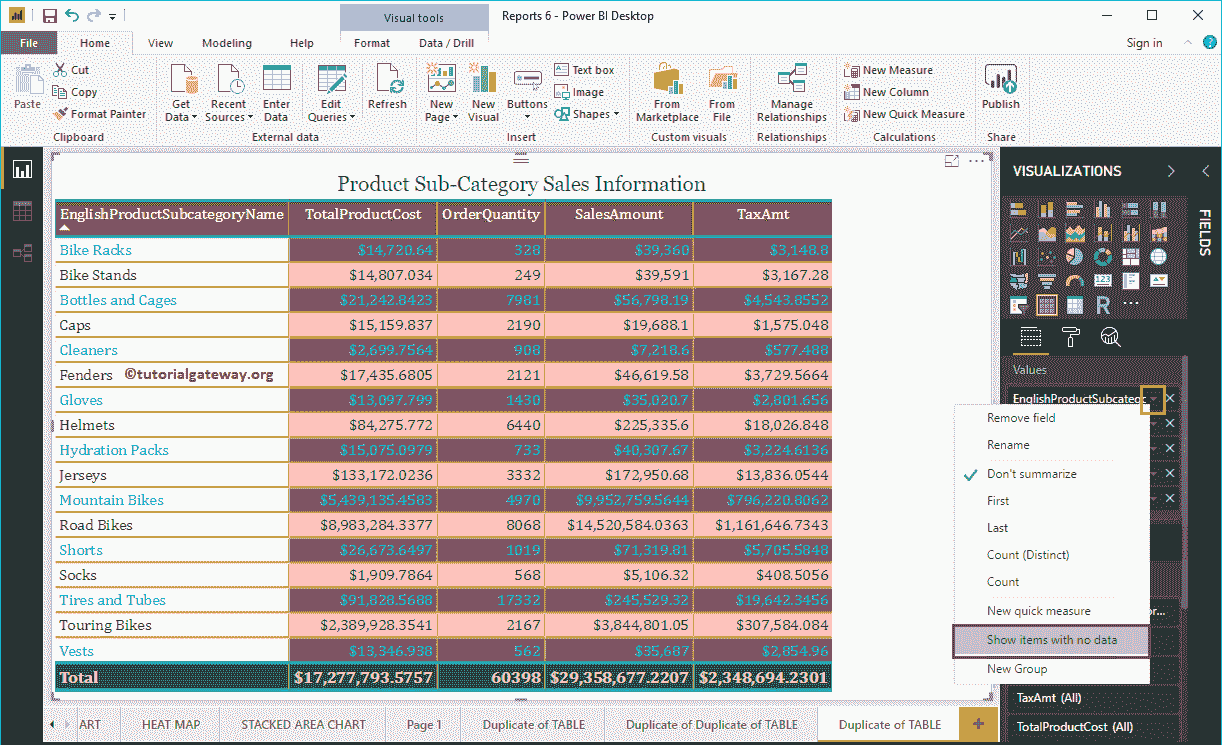 Visual tools
Reports 6 - Power BI Desktop
File Home View Modeling Help Format Data / Drill Sign in
Paste
Cut
Copy
Format Painter
Clipboard
Get Data
Recent Sources
Enter Data
Edit Queries
Refresh
External data
New Page
New Visual
Buttons
Text box
Image
Shapes
Insert
From Marketplace
From File
Custom visuals
Manage Relationships
Relationships
New Measure
New Column
New Quick Measure
Calculations
Publish
Share
Product Sub-Category Sales Information
EnglishProductSubcategoryName TotalProductCost OrderQuantity SalesAmount TaxAmt
Bike Racks $14,720.64 328 $39,360 $3,148.8
Bike Stands $14,807.034 249 $39,591 $3,167.28
Bottles and Cages $21,242.8423 7981 $56,798.19 $4,543.8552
Caps $15,159.837 2190 $19,688.1 $1,575.048
Cleaners $2,699.7564 908 $7,218.6 $577.488
Fenders ©tutorialgateway.org $17,435.6805 2121 $46,619.58 $3,729.5664
Gloves $13,097.799 1430 $35,020.7 $2,801.656
Helmets $84,275.772 6440 $225,335.6 $18,026.848
Hydration Packs $15,075.0979 733 $40,307.67 $3,224.6136
Jerseys $133,172.0236 3332 $172,950.68 $13,836.0544
Mountain Bikes $5,439,135.4583 4970 $9,952,759.5644 $796,220.8062
Road Bikes $8,983,284.3377 8068 $14,520,584.0363 $1,161,646.7343
Shorts $26,673.6497 1019 $71,319.81 $5,705.5848
Socks $1,909.7864 568 $5,106.32 $408.5056
Tires and Tubes $91,828.5688 17332 $245,529.32 $19,642.3456
Touring Bikes $2,389,928.3541 2167 $3,844,801.05 $307,584.084
Vests $13,346.938 562 $35,687 $2,854.96
Total $17,277,793.5757 60398 $29,358,677.2207 $2,348,694.2301
VISUALIZATIONS
FIELDS
123
R
Values
EnglishProductSubcateg
Remove field
Rename
Don't summarize
First
Last
Count (Distinct)
Count
New quick measure
Show items with no data
New Group
or...
TaxAmt (All)
TotalProductCost (All)
ART HEAT MAP STACKED AREA CHART Page 1 Duplicate of TABLE Duplicate of Duplicate of TABLE Duplicate of TABLE +